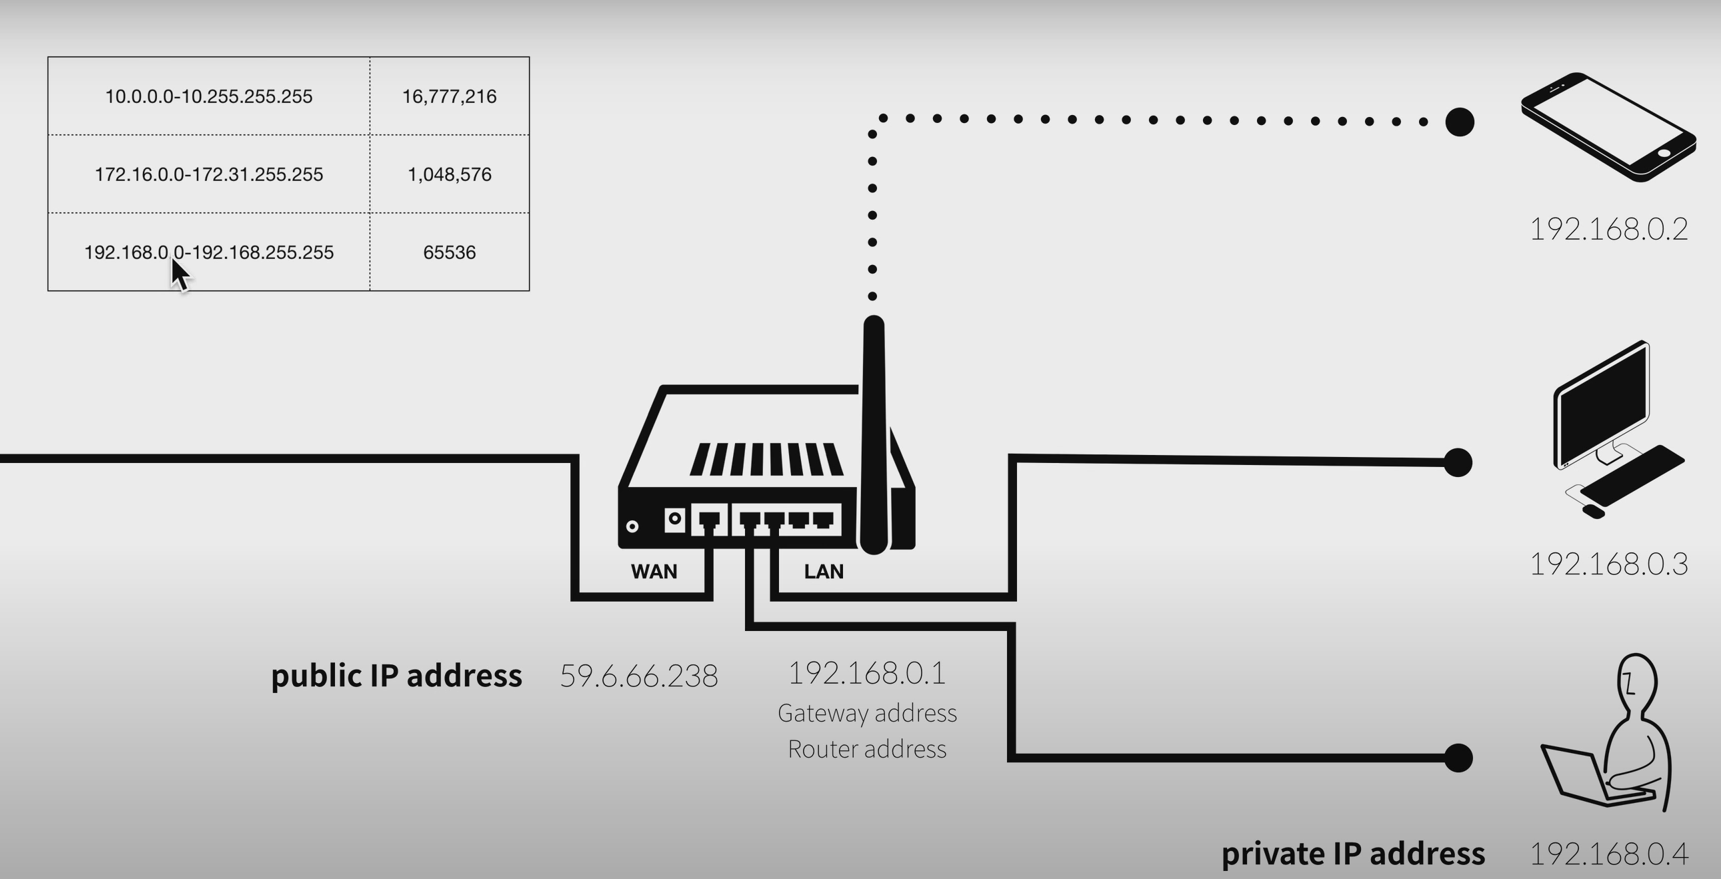 10.0.0.0-10.255.255.255 16,777,216
172.16.0.0-172.31.255.255 1,048,576
192.168.0.0-192.168.255.255 65536
192.168.0.2
192.168.0.3
WAN LAN
public IP address 59.6.66.238 192.168.0.1
Gateway address
Router address
private IP address 192.168.0.4